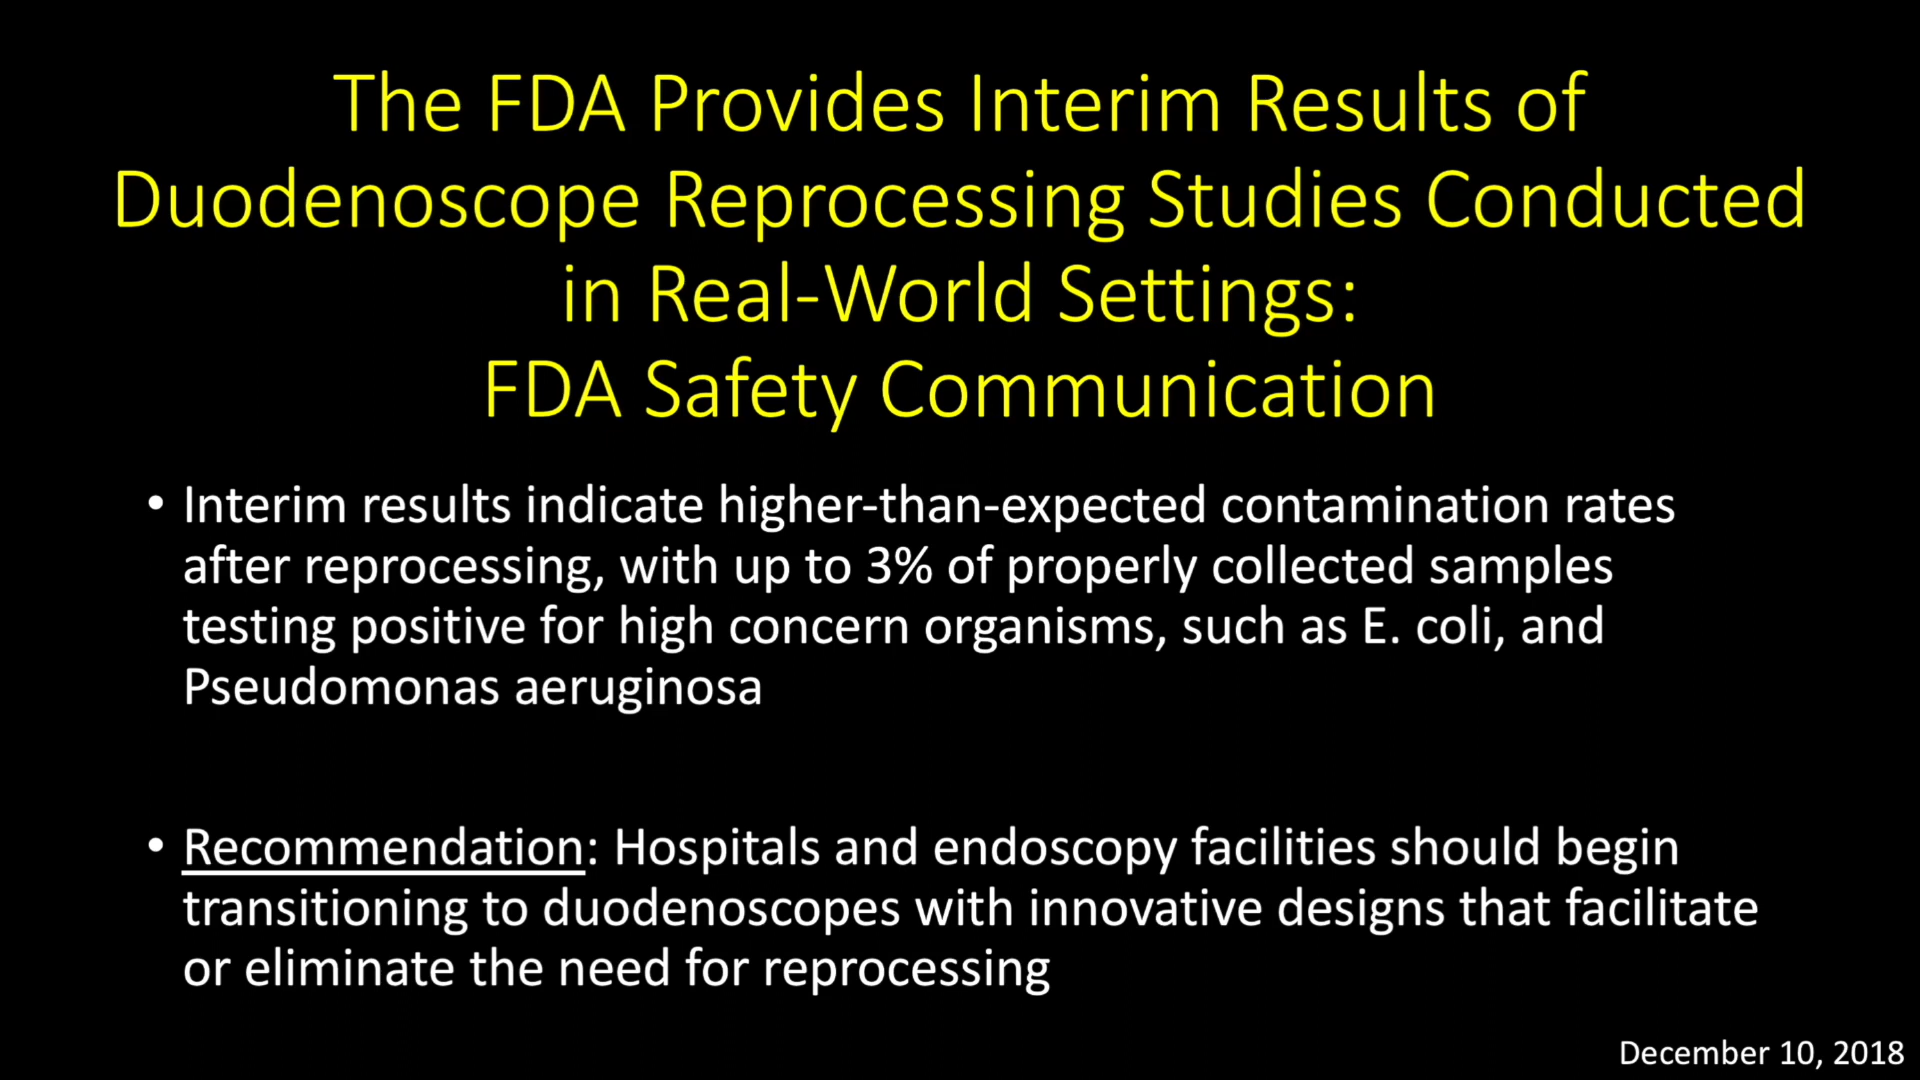 The FDA Provides Interim Results of
Duodenoscope Reprocessing Studies Conducted
in Real-World Settings:
FDA Safety Communication
• Interim results indicate higher-than-expected contamination rates
after reprocessing, with up to 3% of properly collected samples
testing positive for high concern organisms, such as E. coli, and
Pseudomonas aeruginosa
• Recommendation: Hospitals and endoscopy facilities should begin
transitioning to duodenoscopes with innovative designs that facilitate
or eliminate the need for reprocessing
December 10, 2018